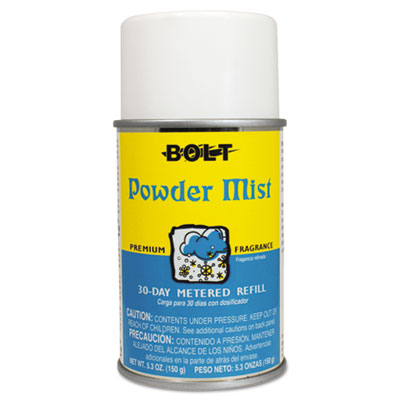 BOLT
Powder Mist
PREMIUM FRAGRANCE
Fragancia refinada
30-DAY METERED REFILL
Carga para 30 días con dosificador
CAUTION: CONTENTS UNDER PRESSURE. KEEP OUT OF
REACH OF CHILDREN. See additional cautions on back panel.
PRECAUCIÓN: CONTENIDO A PRESIÓN. MANTENER
ALEJADO DEL ALCANCE DE LOS NIÑOS. Advertencias
adicionales en la parte de atrás del envase
NET WT. 5.3 OZ. (150 g) PESO NETO: 5.3 ONZAS (150 g)